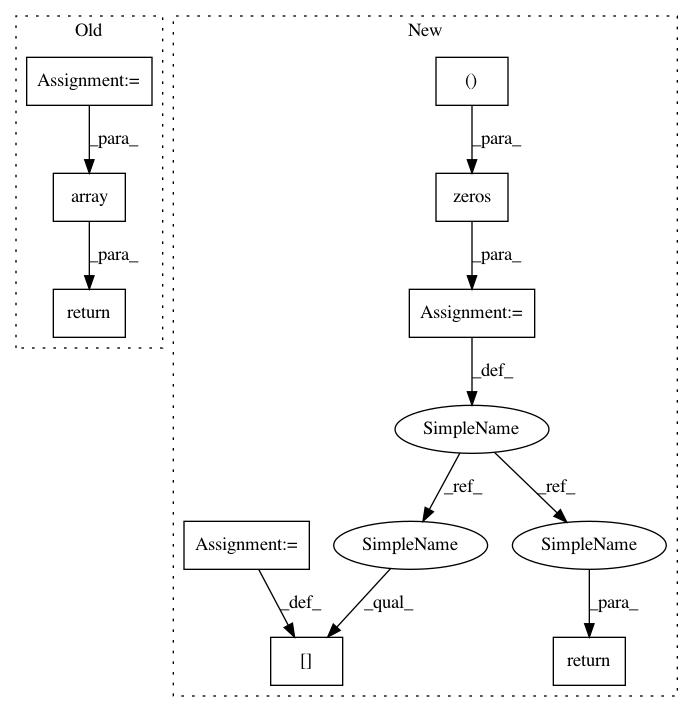 Old
New
Assignment:=
_para_
array
_para_
return
()
_para_
zeros
_para_
Assignment:=
_def_
SimpleName
_ref_
_ref_
Assignment:=
SimpleName
SimpleName
_def_
_qual_
_para_
[]
return